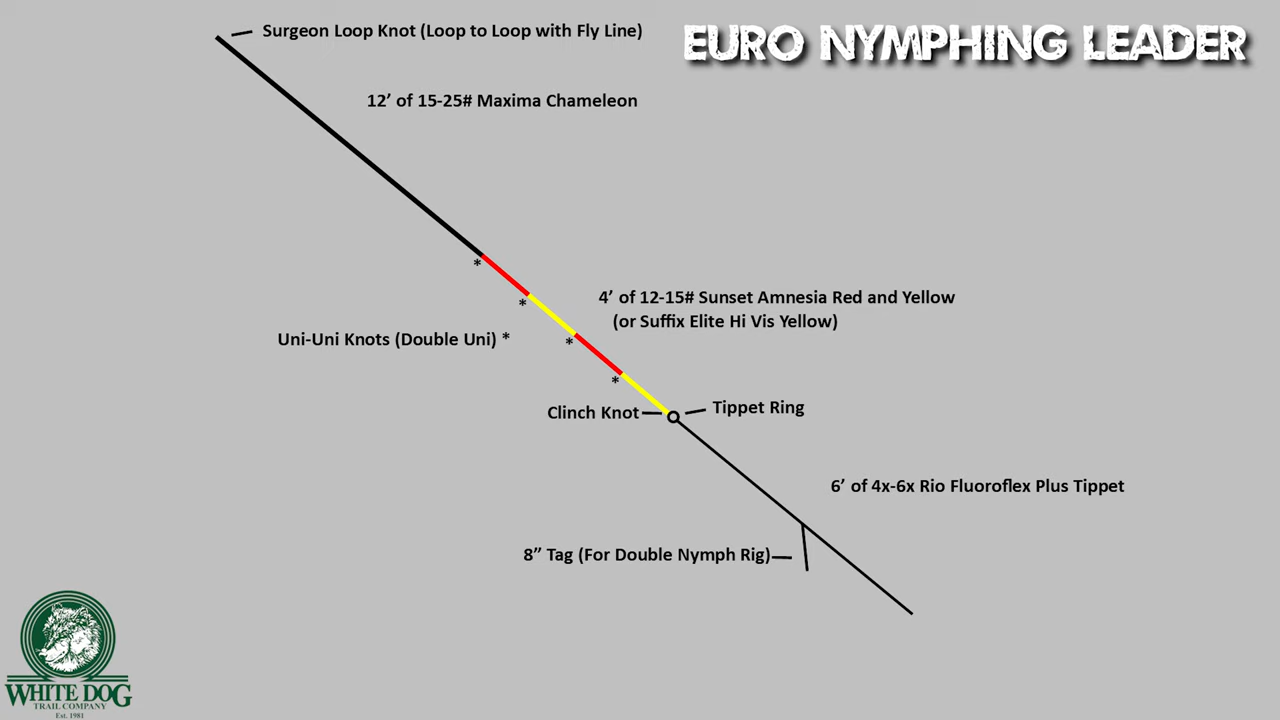 Surgeon Loop Knot (Loop to Loop with Fly Line)
EURO NYMPHING LEADER
12’ of 15-25# Maxima Chameleon
*
*
4’ of 12-15# Sunset Amnesia Red and Yellow
(or Suffix Elite Hi Vis Yellow)
Uni-Uni Knots (Double Uni) *
*
*
Clinch Knot
Tippet Ring
6’ of 4x-6x Rio Fluoroflex Plus Tippet
8” Tag (For Double Nymph Rig)
WHITE DOG
TRAIL COMPANY
Est. 1981